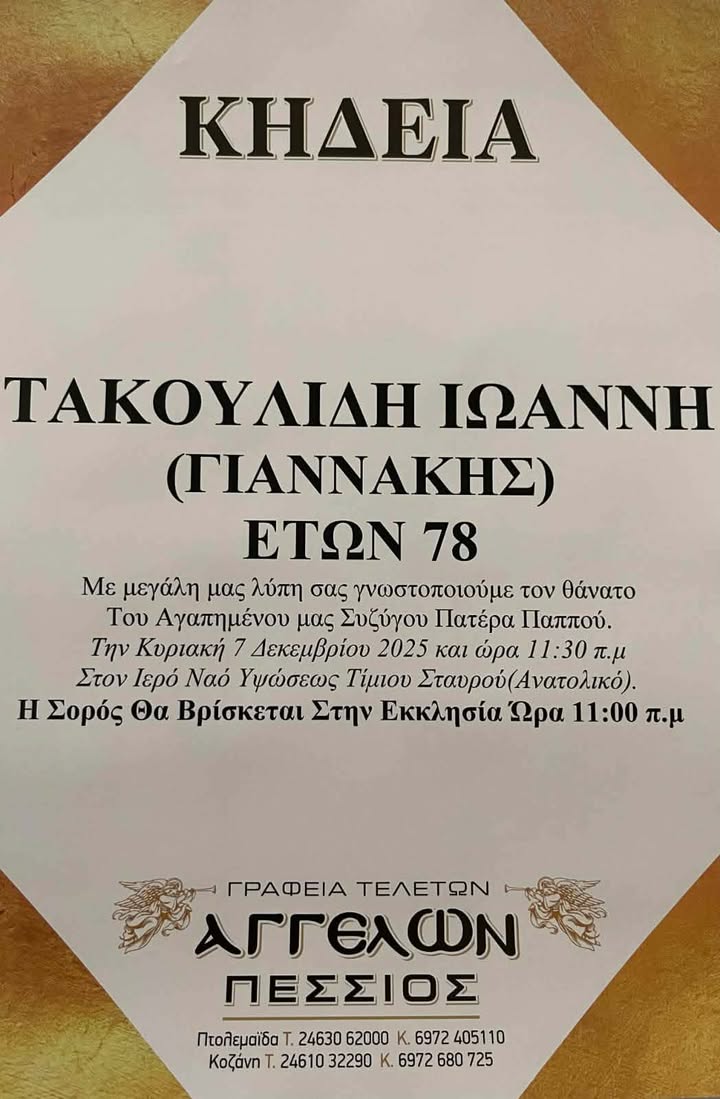 ΚΗΔΕΙΑ
ΤΑΚΟΥΛΙΔΗ ΙΩΑΝΝΗ
(ΓΙΑΝΝΑΚΗΣ)
ΕΤΩΝ 78
Με μεγάλη μας λύπη σας γνωστοποιούμε τον θάνατο
Του Αγαπημένου μας Συζύγου Πατέρα Παππού.
Την Κυριακή 7 Δεκεμβρίου 2025 και ώρα 11:30 π.μ
Στον Ιερό Ναό Υψώσεως Τίμιου Σταυρού(Ανατολικό).
Η Σορός Θα Βρίσκεται Στην Εκκλησία Ώρα 11:00 π.μ
ΓΡΑΦΕΙΑ ΤΕΛΕΤΩΝ
ΑΓΓΕΛΩΝ
ΠΕΣΣΙΟΣ
Πτολεμαΐδα Τ. 24630 62000 Κ. 6972 405110
Κοζάνη Τ. 24610 32290 Κ. 6972 680 725